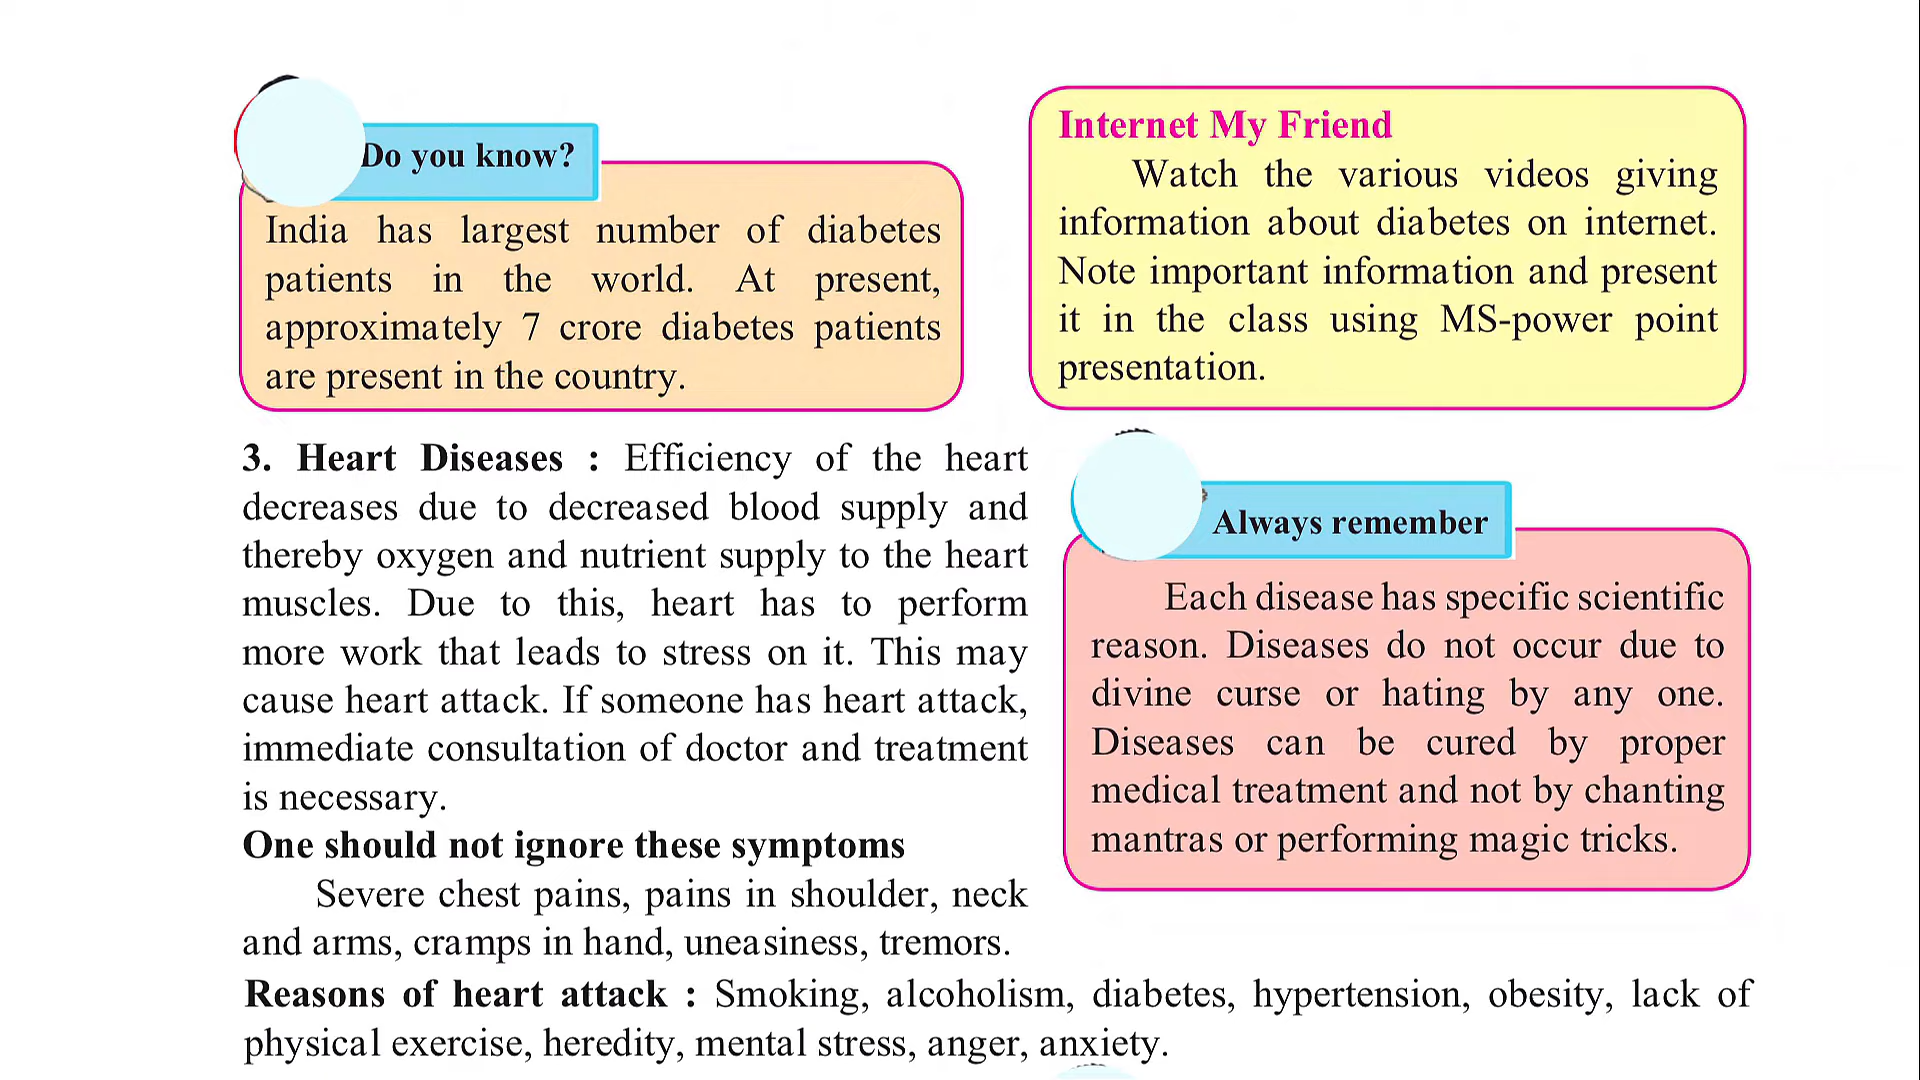 Do you know?
India has largest number of diabetes
patients in the world. At present,
approximately 7 crore diabetes patients
are present in the country.
Internet My Friend
Watch the various videos giving
information about diabetes on internet.
Note important information and present
it in the class using MS-power point
presentation.
3. Heart Diseases : Efficiency of the heart
decreases due to decreased blood supply and
thereby oxygen and nutrient supply to the heart
muscles. Due to this, heart has to perform
more work that leads to stress on it. This may
cause heart attack. If someone has heart attack,
immediate consultation of doctor and treatment
is necessary.
One should not ignore these symptoms
Severe chest pains, pains in shoulder, neck
and arms, cramps in hand, uneasiness, tremors.
Always remember
Each disease has specific scientific
reason. Diseases do not occur due to
divine curse or hating by any one.
Diseases can be cured by proper
medical treatment and not by chanting
mantras or performing magic tricks.
Reasons of heart attack : Smoking, alcoholism, diabetes, hypertension, obesity, lack of
physical exercise, heredity, mental stress, anger, anxiety.